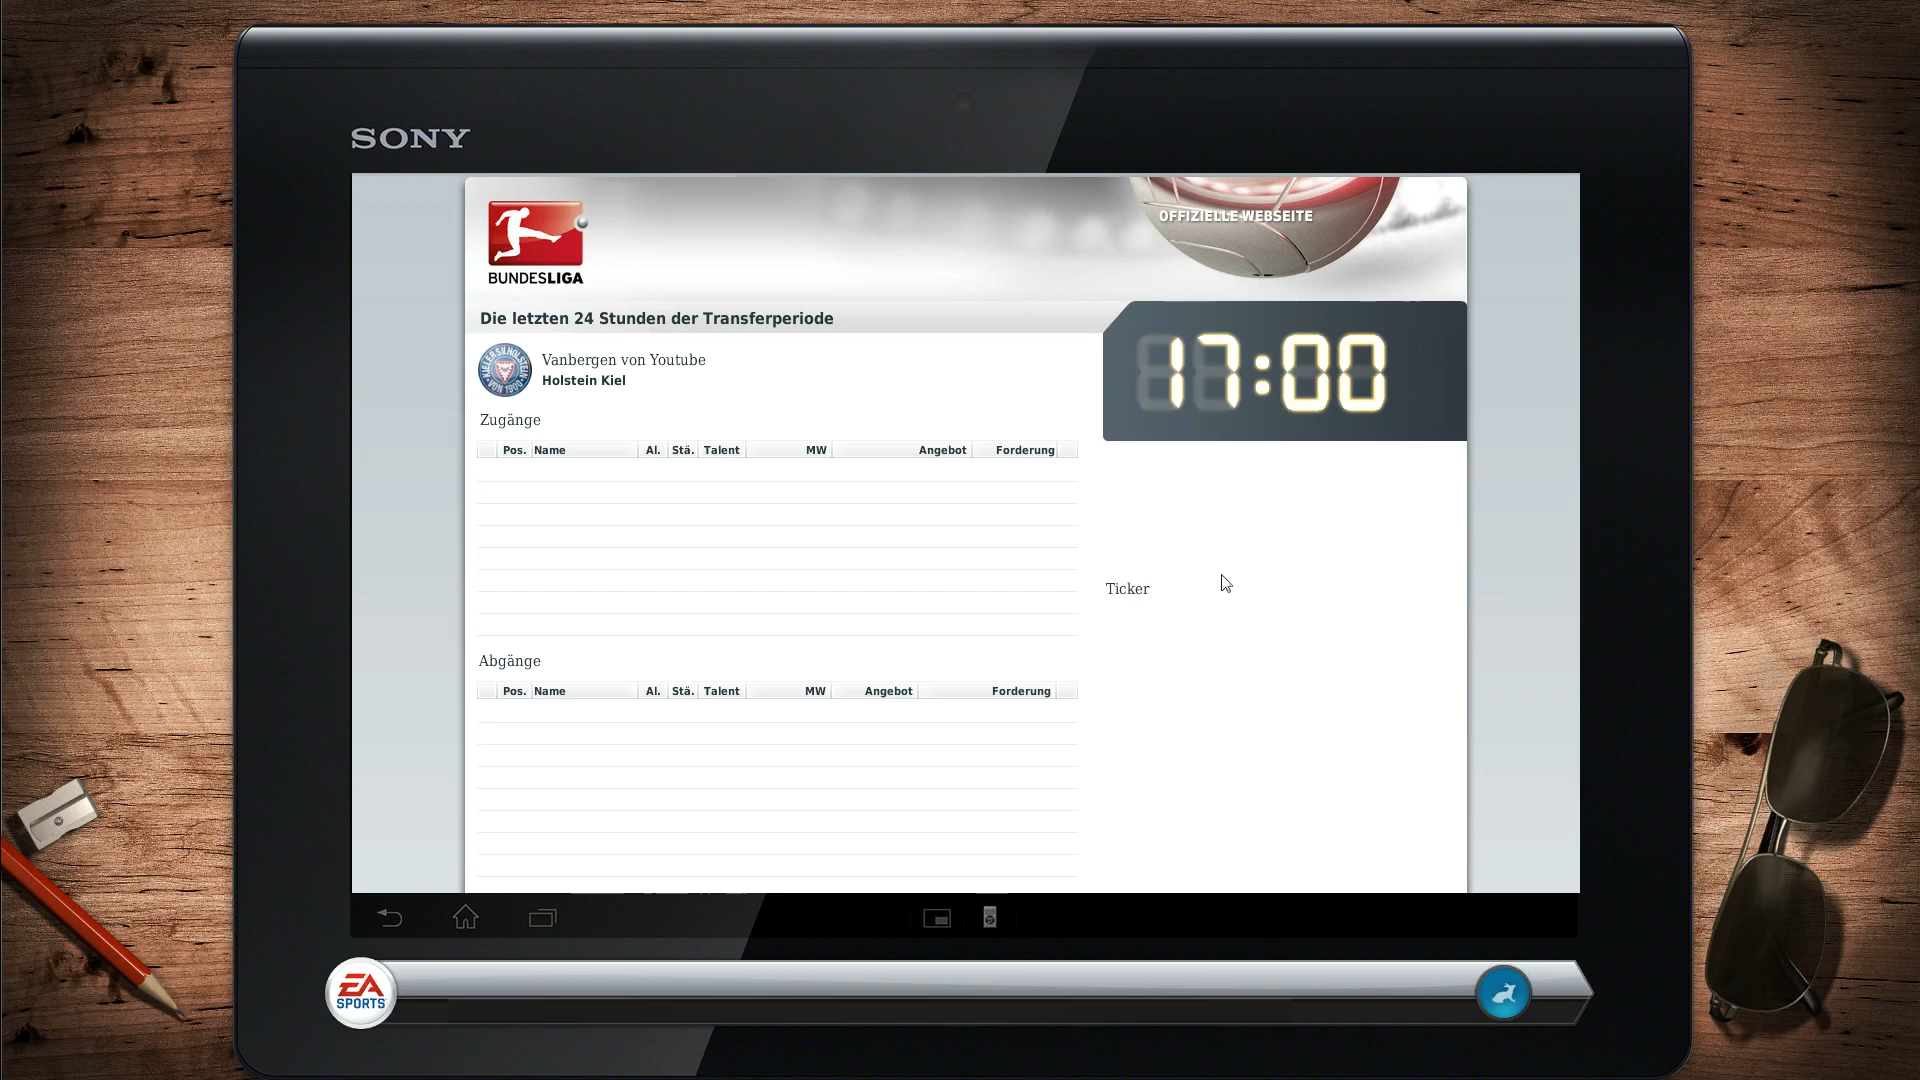 SONY
BUNDESLIGA
OFFIZIELLE WEBSEITE
Die letzten 24 Stunden der Transferperiode
17:00
Vanbergen von Youtube
Holstein Kiel
Zugänge
Pos. Name Al. Stä. Talent MW Angebot Forderung
Ticker
Abgänge
Pos. Name Al. Stä. Talent MW Angebot Forderung
EA
SPORTS